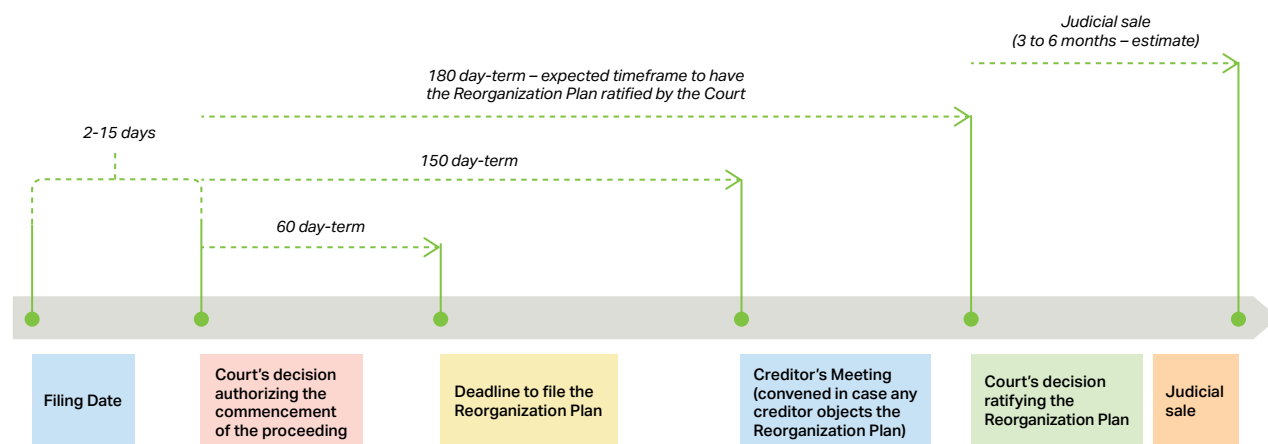 Judicial sale
(3 to 6 months – estimate)
180 day-term – expected timeframe to have
the Reorganization Plan ratified by the Court
2-15 days
150 day-term
60 day-term
Filing Date
Court's decision
authorizing the
commencement
of the proceeding
Deadline to file the
Reorganization Plan
Creditor's Meeting
(convened in case any
creditor objects the
Reorganization Plan)
Court's decision
ratifying the
Reorganization Plan
Judicial
sale